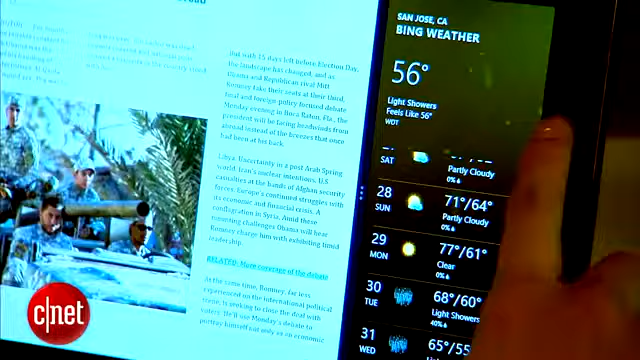 But with 15 days left before Election Day,
the landscape has changed, and as
Obama and Republican rival Mitt
Romney take their seats at their third,
final and foreign policy focused debate
Monday evening in Boca Raton, Fla., the
president will be facing headwinds from
abroad instead of the breezes that once
had been at his back.
Libya. Uncertainty in a post Arab Spring
world. Iran's nuclear intentions. U.S.
casualties at the hands of Afghan security
forces. Europe's continued struggles with
its economic and financial crisis. A
conflagration in Syria. Amid these
mounting challenges Obama will hear
Romney charge him with exhibiting timid
leadership.
RELATED: More coverage of the debate
At the same time, Romney, far less
experienced on the international political
scene, is seeking to close the deal with
voters. He'll use Monday's debate to
portray himself not only as an economic
c|net
SAN JOSE, CA
BING WEATHER
56°
Light Showers
Feels Like 56°
WDT
SAT
Partly Cloudy
0%
28
SUN
71°/64°
Partly Cloudy
0%
29
MON
77°/61°
Clear
0%
30
TUE
68°/60°
Light Showers
40%
31
WED
65°/55